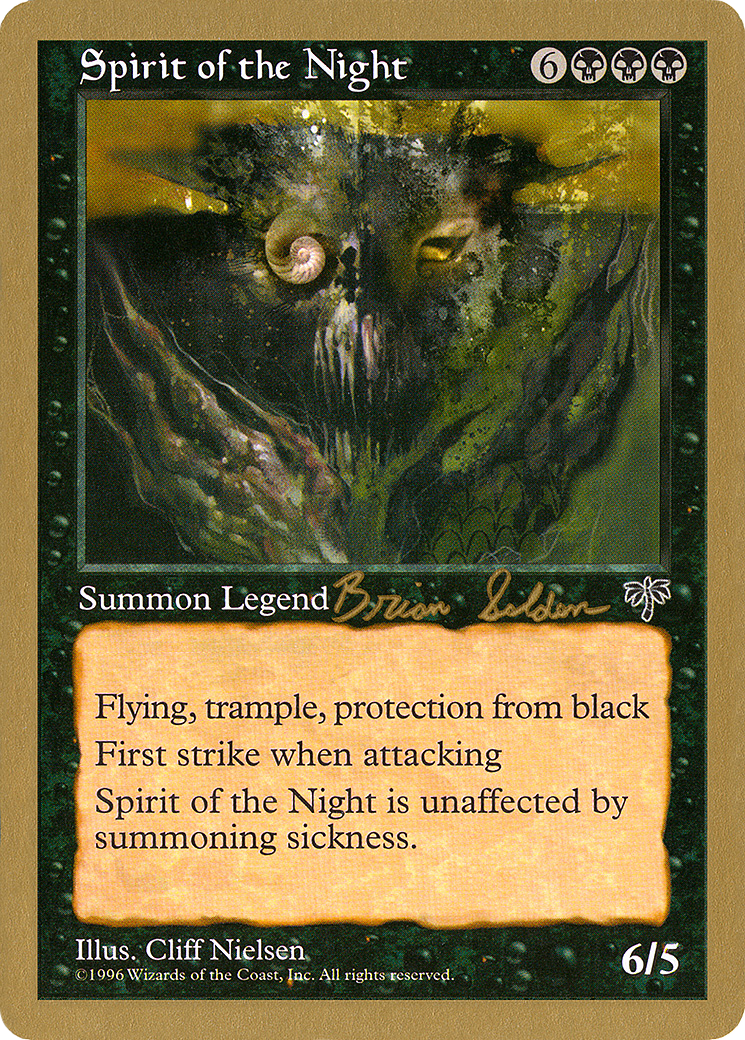 Spirit of the Night 6
Summon Legend Brian Selden
Flying, trample, protection from black
First strike when attacking
Spirit of the Night is unaffected by
summoning sickness.
Illus. Cliff Nielsen
©1996 Wizards of the Coast, Inc. All rights reserved.
6/5